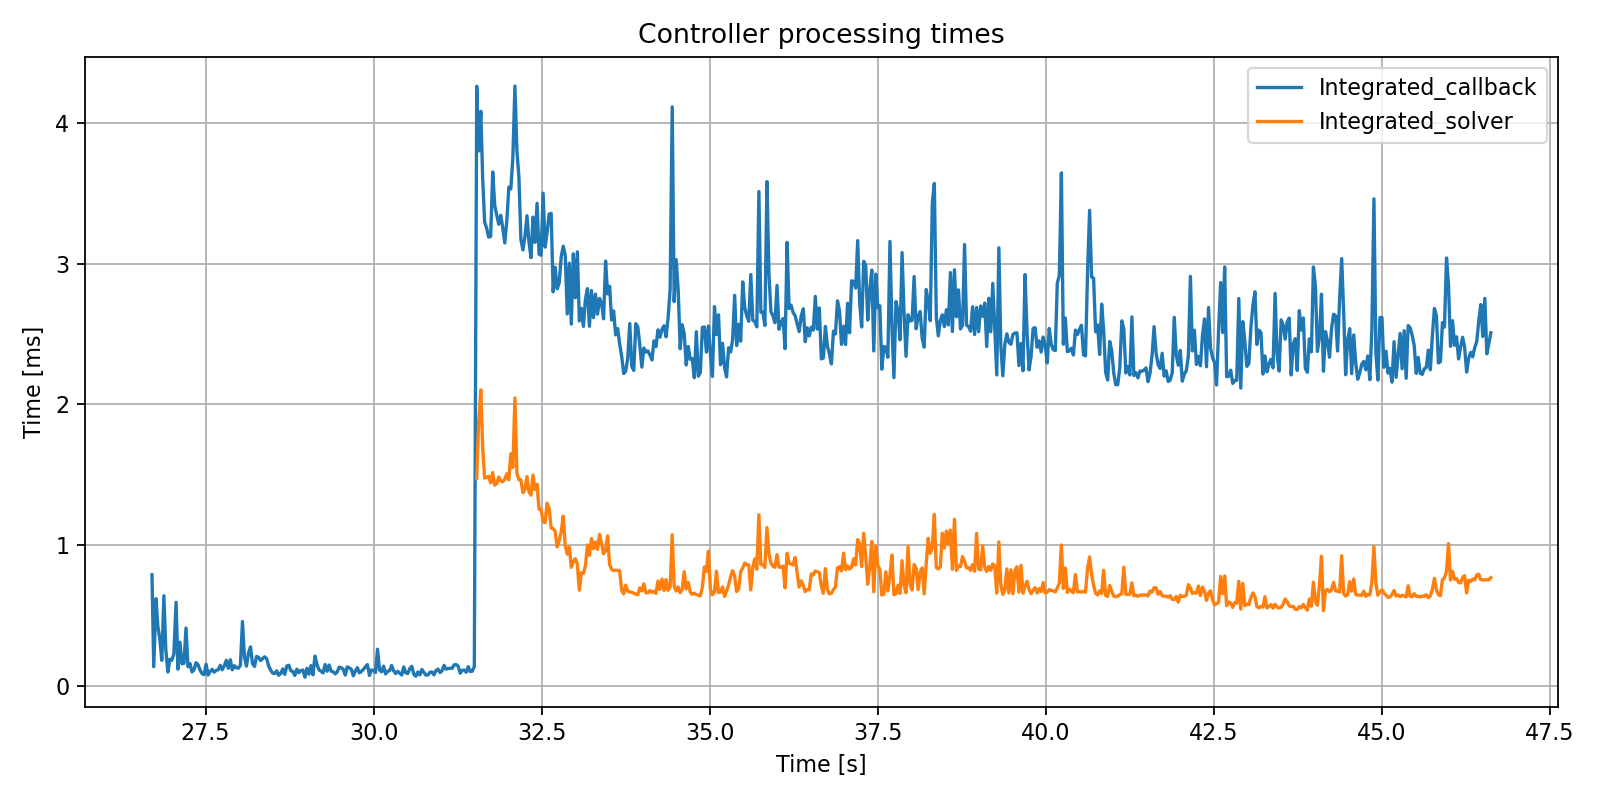 Controller processing times
Integrated_callback
Integrated_solver
Time [ms]
4
3
2
1
0
27.5 30.0 32.5 35.0 37.5 40.0 42.5 45.0 47.5
Time [s]